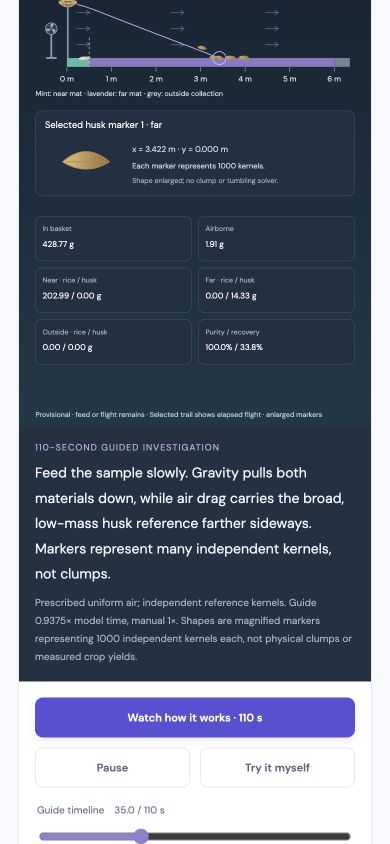 0 m 1 m 2 m 3 m 4 m 5 m 6 m
Mint: near mat · lavender: far mat · grey: outside collection
Selected husk marker 1 · far
x = 3.422 m · y = 0.000 m
Each marker represents 1000 kernels.
Shape enlarged; no clump or tumbling solver.
In basket
428.77 g
Airborne
1.91 g
Near · rice / husk
202.99 / 0.00 g
Far · rice / husk
0.00 / 14.33 g
Outside · rice / husk
0.00 / 0.00 g
Purity / recovery
100.0% / 33.8%
Provisional · feed or flight remains · Selected trail shows elapsed flight · enlarged markers
110-SECOND GUIDED INVESTIGATION
Feed the sample slowly. Gravity pulls both
materials down, while air drag carries the broad,
low-mass husk reference farther sideways.
Markers represent many independent kernels,
not clumps.
Prescribed uniform air; independent reference kernels. Guide
0.9375× model time, manual 1×. Shapes are magnified markers
representing 1000 independent kernels each, not physical clumps or
measured crop yields.
Watch how it works · 110 s
Pause
Try it myself
Guide timeline 35.0 / 110 s